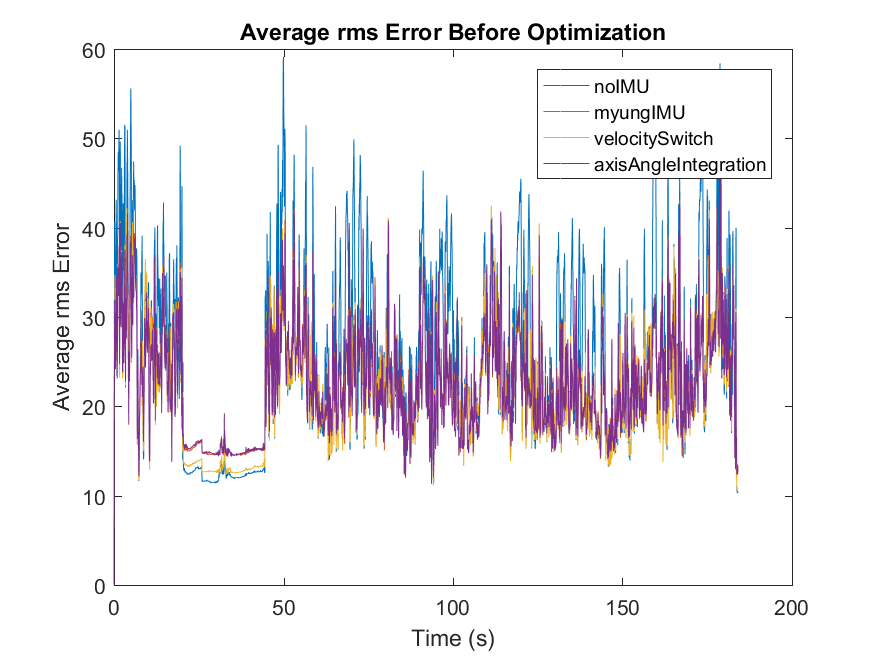 Average rms Error Before Optimization
60
50
40
30
20
10
0
Average rms Error
noIMU
myungIMU
velocitySwitch
axisAngleIntegration
0
50
100
150
200
Time (s)